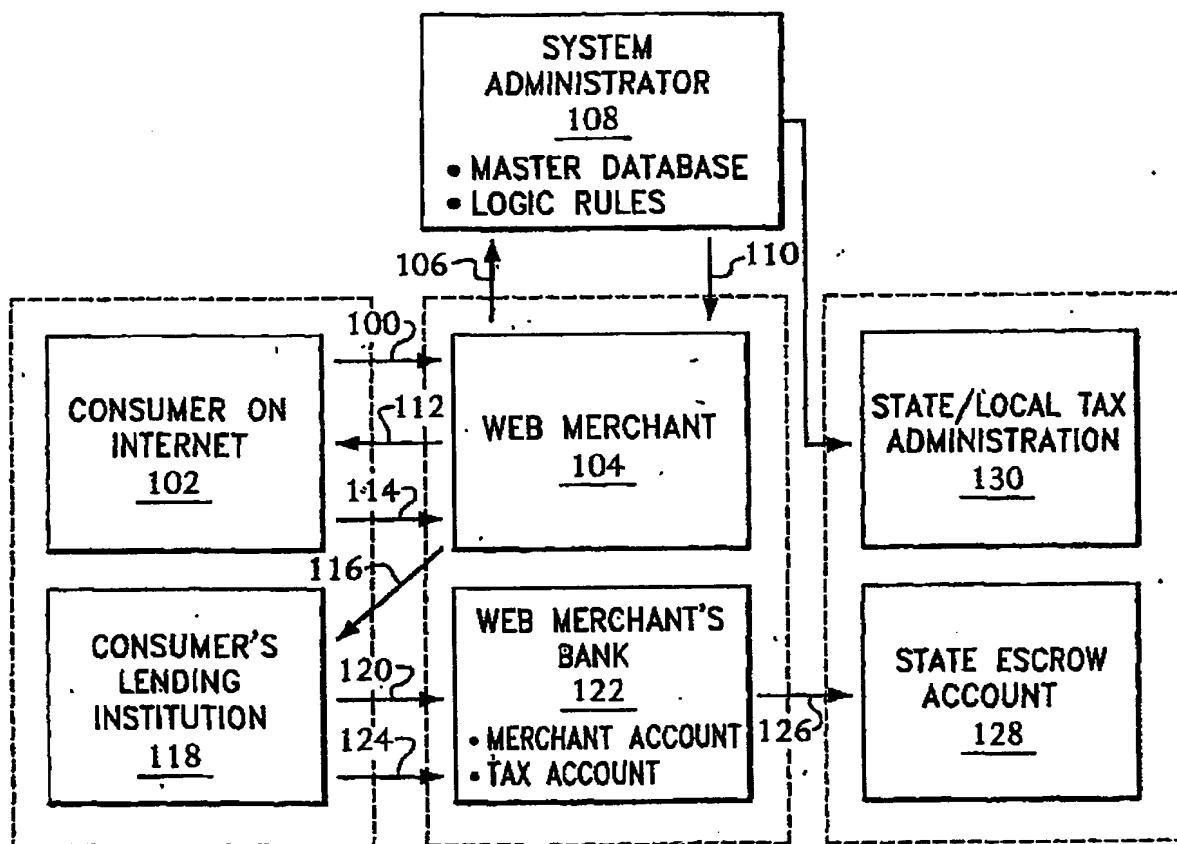 SYSTEM
ADMINISTRATOR
108
• MASTER DATABASE
• LOGIC RULES
106
110
100
CONSUMER ON
INTERNET
102
112
114
WEB MERCHANT
104
STATE/LOCAL TAX
ADMINISTRATION
130
116
CONSUMER'S
LENDING
INSTITUTION
118
120
124
WEB MERCHANT'S
BANK
122
• MERCHANT ACCOUNT
• TAX ACCOUNT
126
STATE ESCROW
ACCOUNT
128